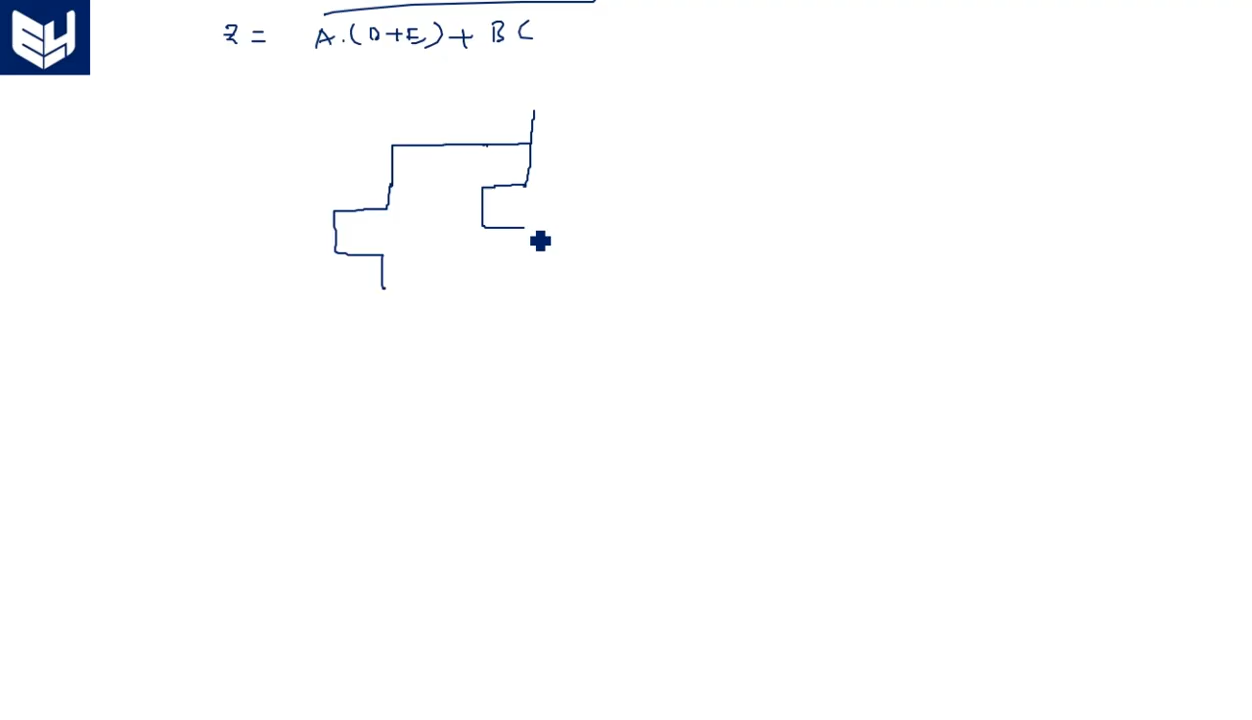 Z = A.(D+E)+ BC